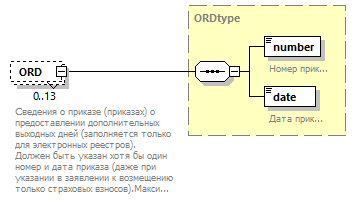 ORDtype
number
Номер прик...
ORD
0..13
date
Дата прик...
Сведения о приказе (приказах) о
предоставлении дополнительных
выходных дней (заполняется только
для электронных реестров).
Должен быть указан хотя бы один
номер и дата приказа (даже при
указании в заявлении к возмещению
только страховых взносов).Макси...